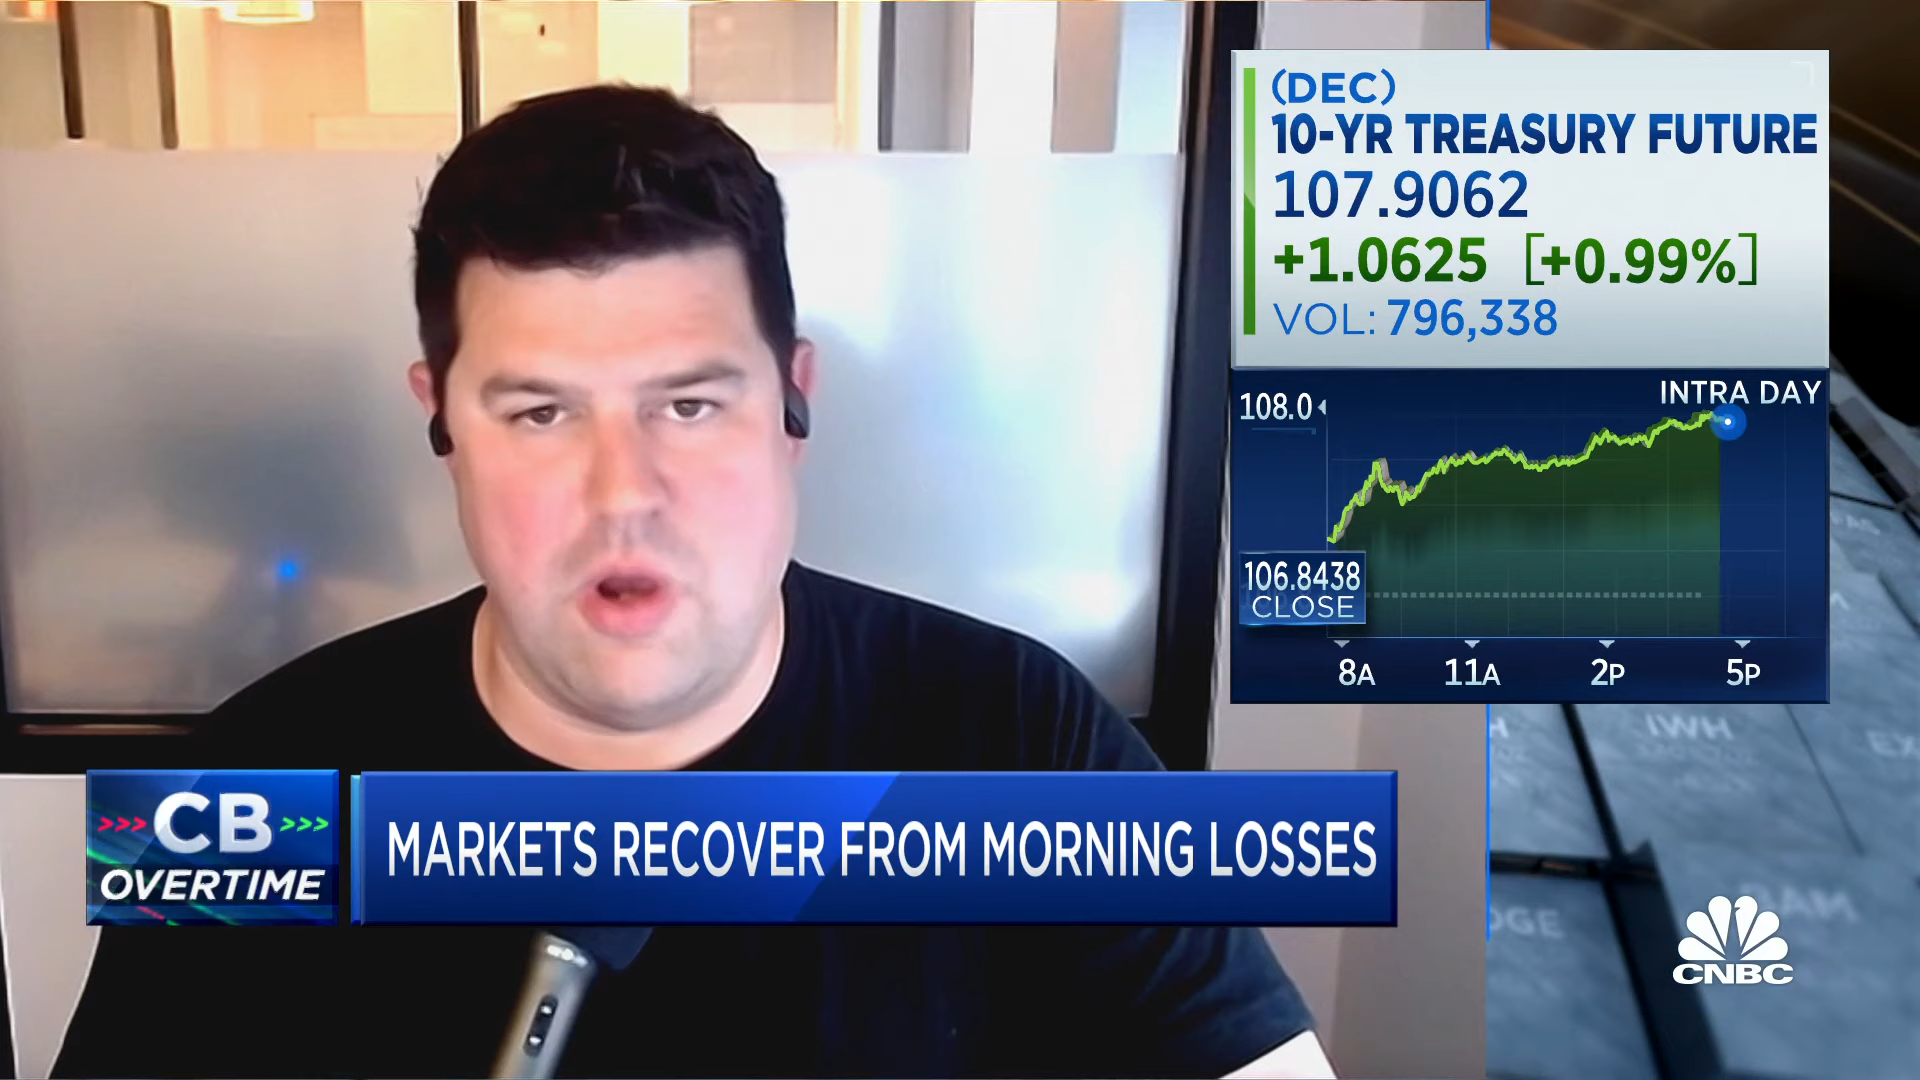 (DEC)
10-YR TREASURY FUTURE
107.9062
+1.0625 [+0.99%]
VOL: 796,338
INTRA DAY
108.0
106.8438
CLOSE
8A 11A 2P 5P
IWH
>>>CB>>>
OVERTIME
MARKETS RECOVER FROM MORNING LOSSES
CNBC